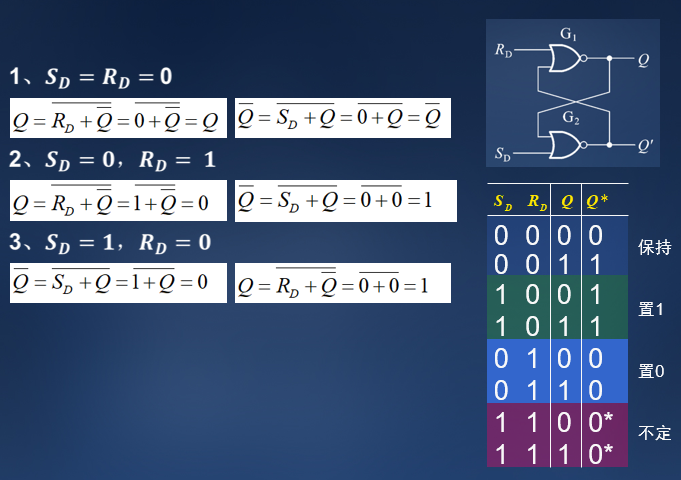 1、S_D = R_D = 0
Q = \overline{R_D + \overline{Q}} = \overline{0 + \overline{Q}} = Q
\overline{Q} = \overline{S_D + Q} = \overline{0 + Q} = \overline{Q}
2、S_D = 0, R_D = 1
Q = \overline{R_D + \overline{Q}} = \overline{1 + \overline{Q}} = 0
\overline{Q} = \overline{S_D + Q} = \overline{0 + 0} = 1
3、S_D = 1, R_D = 0
\overline{Q} = \overline{S_D + Q} = \overline{1 + Q} = 0
Q = \overline{R_D + \overline{Q}} = \overline{0 + 0} = 1
G₁
R_D
Q
G₂
S_D
Q'
S_D R_D Q Q*
0 0 0 0
保持
0 0 1 1
1 0 0 1
置1
1 0 1 1
0 1 0 0
置0
0 1 1 0
1 1 0 0*
不定
1 1 1 0*